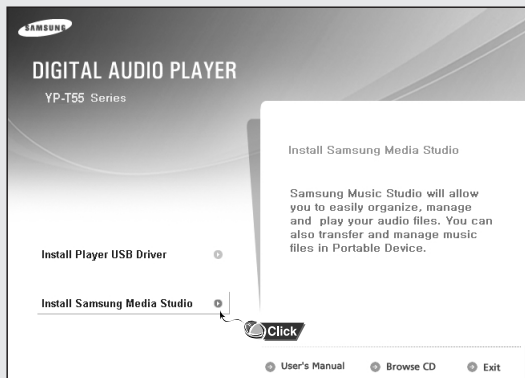 SAMSUNG
DIGITAL AUDIO PLAYER
YP-T55 Series
Install Samsung Media Studio
Samsung Music Studio will allow
you to easily organize, manage
and play your audio files. You can
also transfer and manage music
files in Portable Device.
Install Player USB Driver
Install Samsung Media Studio
Click
User's Manual
Browse CD
Exit